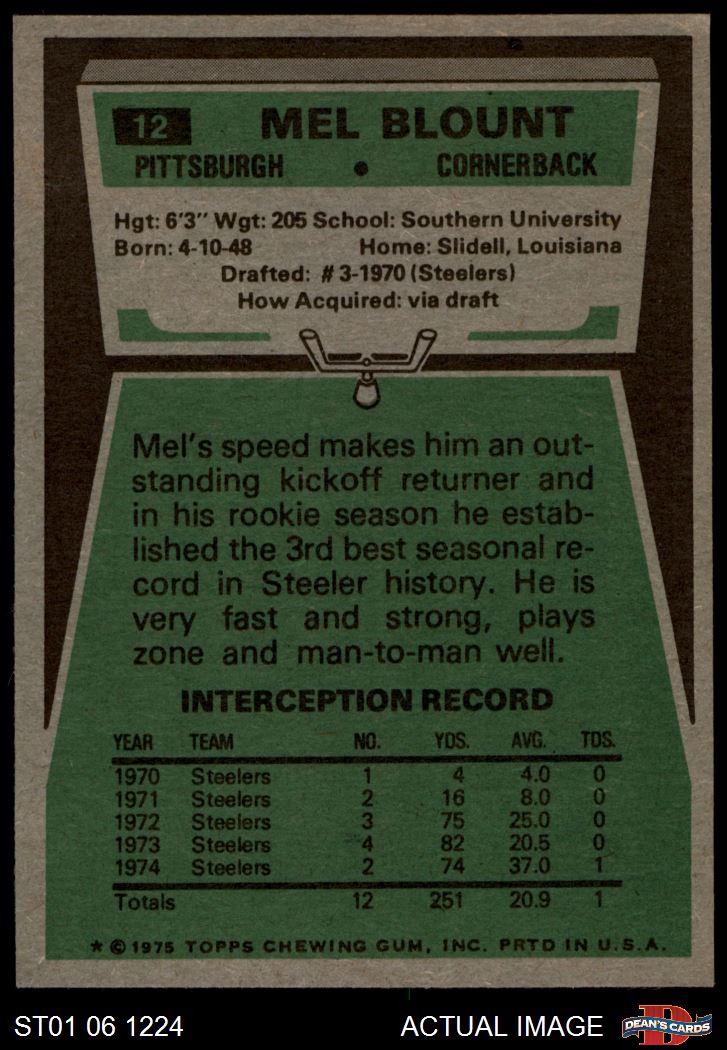 12 MEL BLOUNT
PITTSBURGH • CORNERBACK
Hgt: 6'3" Wgt: 205 School: Southern University
Born: 4-10-48 Home: Slidell, Louisiana
Drafted: #3-1970 (Steelers)
How Acquired: via draft
Mel's speed makes him an out-
standing kickoff returner and
in his rookie season he estab-
lished the 3rd best seasonal re-
cord in Steeler history. He is
very fast and strong, plays
zone and man-to-man well.
INTERCEPTION RECORD
YEAR TEAM NO. YDS. AVG. TDS.
1970 Steelers 1 4 4.0 0
1971 Steelers 2 16 8.0 0
1972 Steelers 3 75 25.0 0
1973 Steelers 4 82 20.5 0
1974 Steelers 2 74 37.0 1
Totals 12 251 20.9 1
* © 1975 TOPPS CHEWING GUM, INC. PRTD IN U.S.A.
ST01 06 1224 ACTUAL IMAGE DEAN'S CARDS